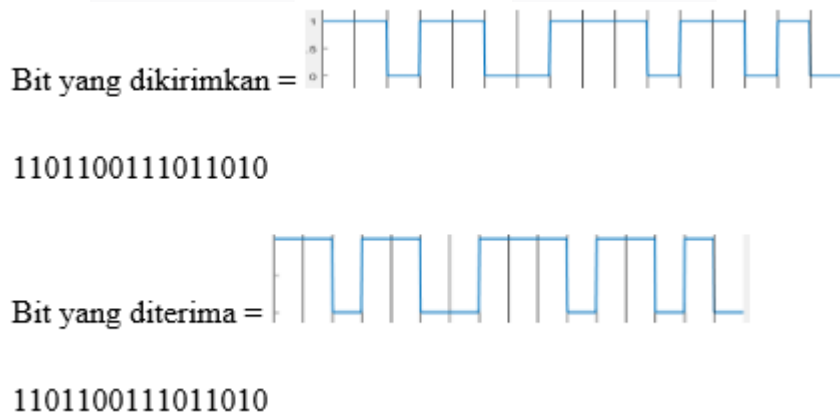 1
.5
0
Bit yang dikirimkan =
1101100111011010
Bit yang diterima =
1101100111011010